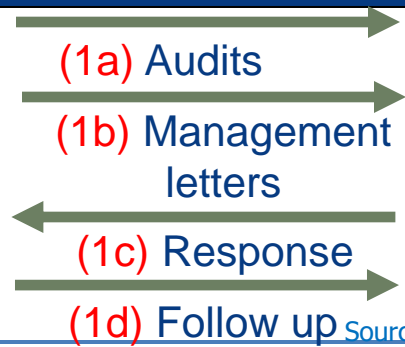 (1a) Audits
(1b) Management
letters
(1c) Response
(1d) Follow up